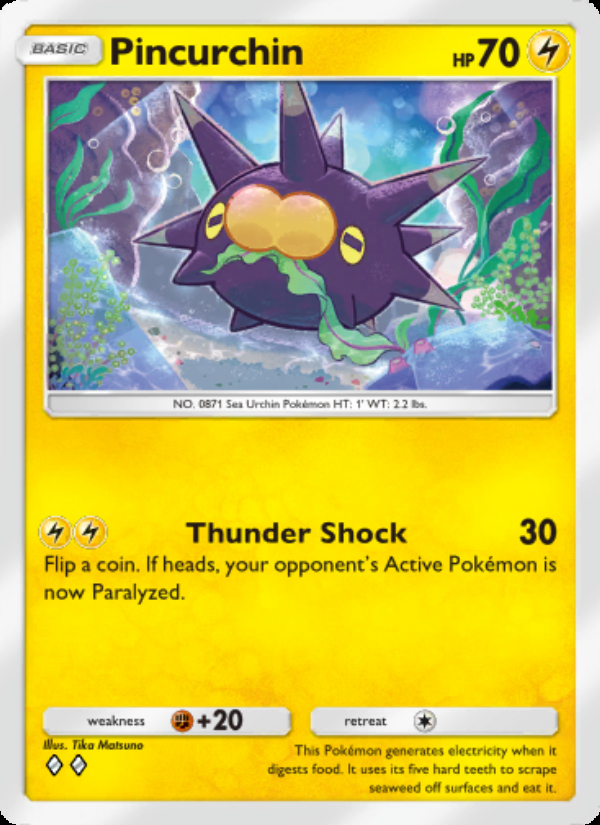 BASIC Pincurchin HP 70
NO. 0871 Sea Urchin Pokémon HT: 1' WT: 2.2 lbs.
Thunder Shock 30
Flip a coin. If heads, your opponent's Active Pokémon is
now Paralyzed.
weakness +20 retreat
Illus. Tika Matsuno
This Pokémon generates electricity when it
digests food. It uses its five hard teeth to scrape
seaweed off surfaces and eat it.